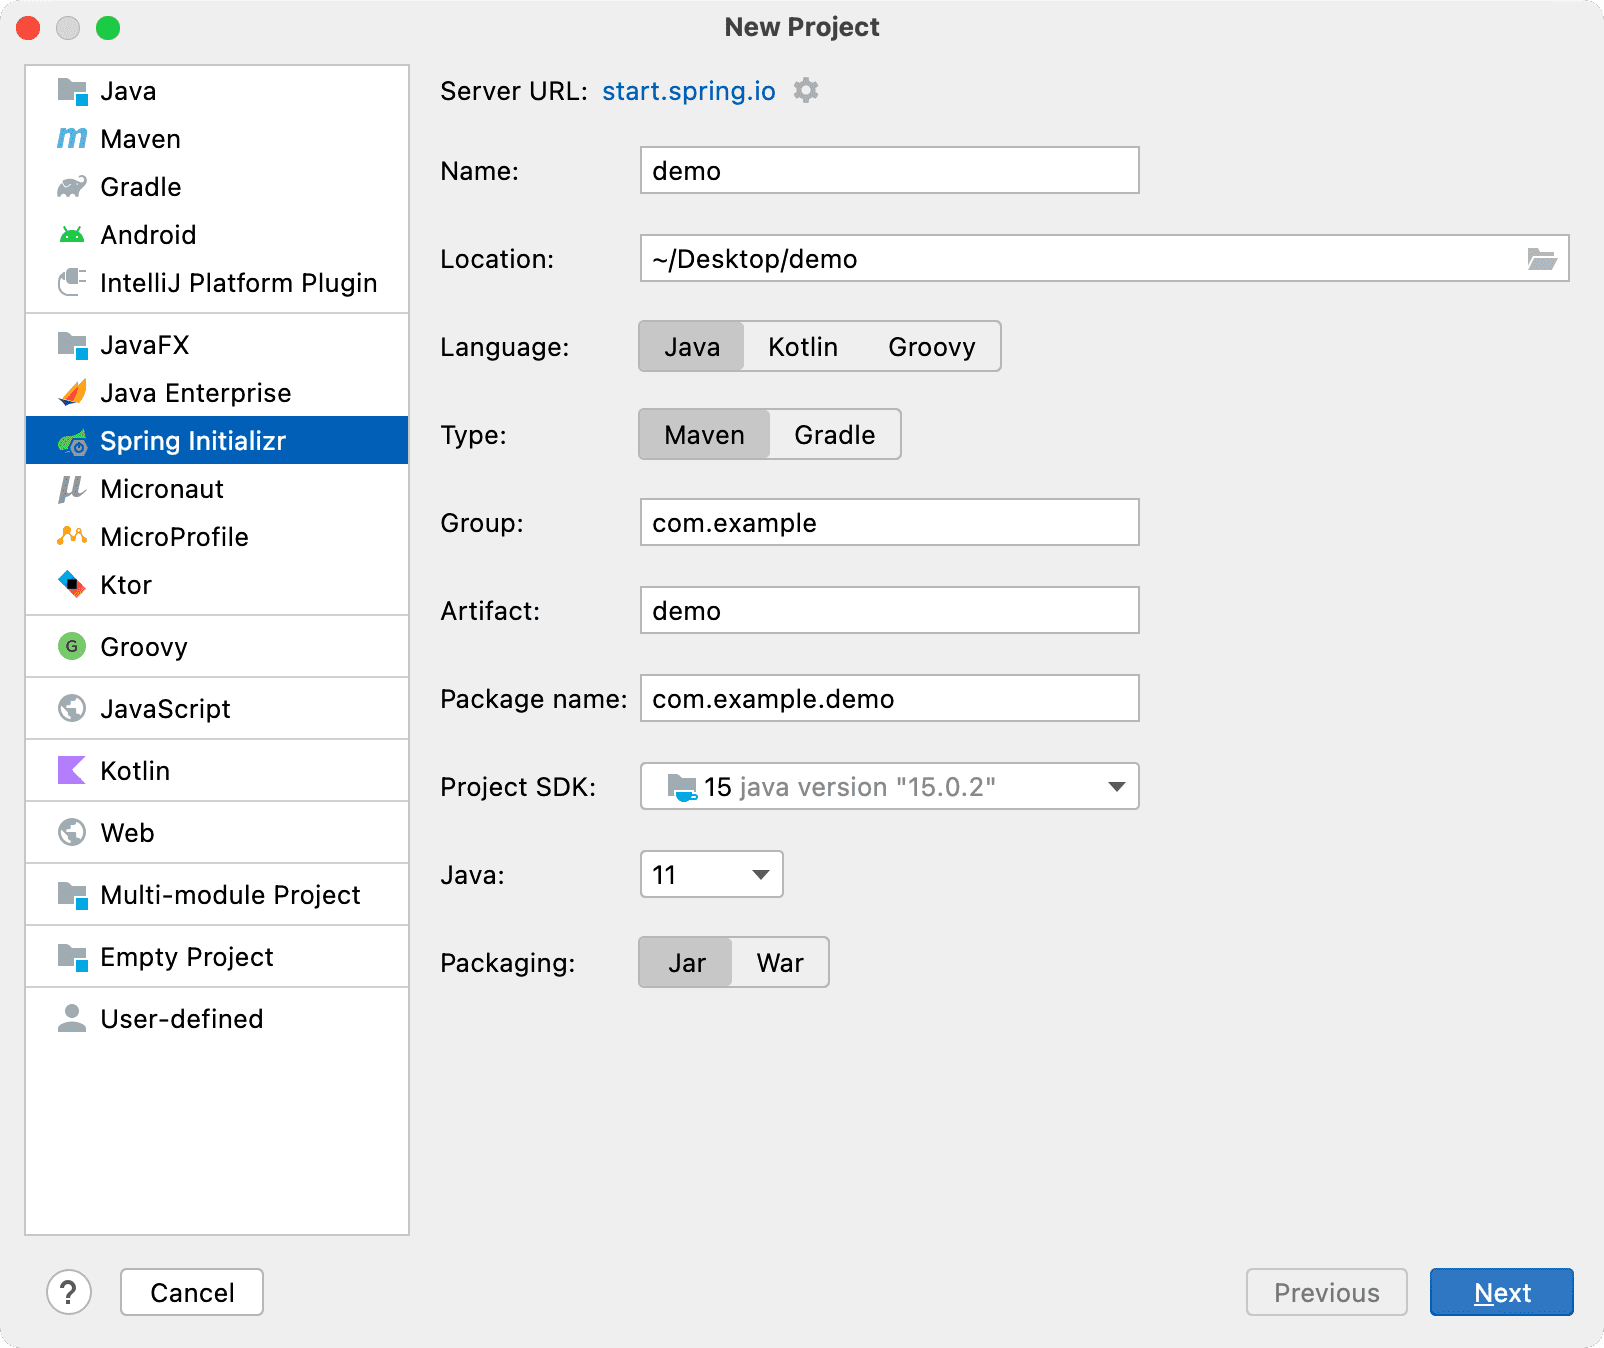 New Project
Java
Maven
Gradle
Android
IntelliJ Platform Plugin
JavaFX
Java Enterprise
Spring Initializr
Micronaut
MicroProfile
Ktor
G Groovy
JavaScript
Kotlin
Web
Multi-module Project
Empty Project
User-defined
Server URL: start.spring.io
Name: demo
Location: ~/Desktop/demo
Language: Java Kotlin Groovy
Type: Maven Gradle
Group: com.example
Artifact: demo
Package name: com.example.demo
Project SDK: 15 java version "15.0.2"
Java: 11
Packaging: Jar War
? Cancel Previous Next